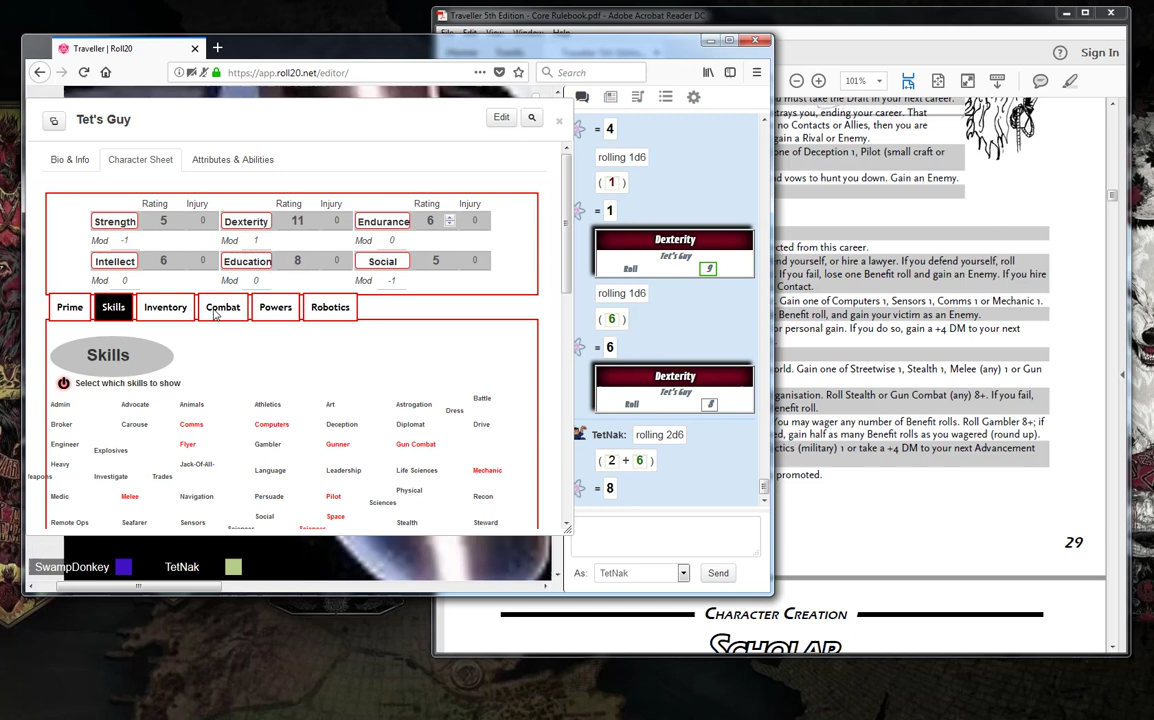 Traveller 5th Edition - Core Rulebook.pdf - Adobe Acrobat Reader DC
Sign In
101%
Traveller | Roll20
https://app.roll20.net/editor/
Search
Tet's Guy
Edit
Bio & Info
Character Sheet
Attributes & Abilities
Rating Injury Rating Injury Rating Injury
Strength 5 0 Dexterity 11 0 Endurance 6 0
Mod -1 Mod 1 Mod 0
Intellect 6 0 Education 8 0 Social 5 0
Mod 0 Mod 0 Mod -1
Prime Skills Inventory Combat Powers Robotics
Skills
Select which skills to show
Admin Advocate Animals Athletics Art Astrogation Dress Battle
Broker Carouse Comms Computers Deception Diplomat Drive
Engineer Explosives Flyer Gambler Gunner Gun Combat
Heavy Weapons Investigate Jack-Of-All-Trades Language Leadership Life Sciences Mechanic
Medic Melee Navigation Persuade Pilot Physical Sciences Recon
Remote Ops Seafarer Sensors Social Sciences Space Sciences Stealth Steward
SwampDonkey
TetNak
= 4
rolling 1d6
( 1 )
= 1
Dexterity
Tet's Guy
Roll 9
rolling 1d6
( 6 )
= 6
Dexterity
Tet's Guy
Roll 8
TetNak: rolling 2d6
( 2 + 6 )
= 8
As: TetNak
Send
must take the Draft in your next career.
trays you, ending your career. That
no Contacts or Allies, then you are
gain a Rival or Enemy.
one of Deception 1, Pilot (small craft or
and vows to hunt you down. Gain an Enemy.
cted from this career.
end yourself, or hire a lawyer. If you defend yourself, roll
If you fail, lose one Benefit roll and gain an Enemy. If you hire
Contact.
Gain one of Computers 1, Sensors 1, Comms 1 or Mechanic 1.
Benefit roll, and gain your victim as an Enemy.
or personal gain. If you do so, gain a +4 DM to your next
orld. Gain one of Streetwise 1, Stealth 1, Melee (any) 1 or Gun
rganisation. Roll Stealth or Gun Combat (any) 8+. If you fail,
enefit roll.
You may wager any number of Benefit rolls. Roll Gambler 8+; if
d, gain half as many Benefit rolls as you wagered (round up).
ctics (military) 1 or take a +4 DM to your next Advancement
promoted.
29
Character Creation
Scholar